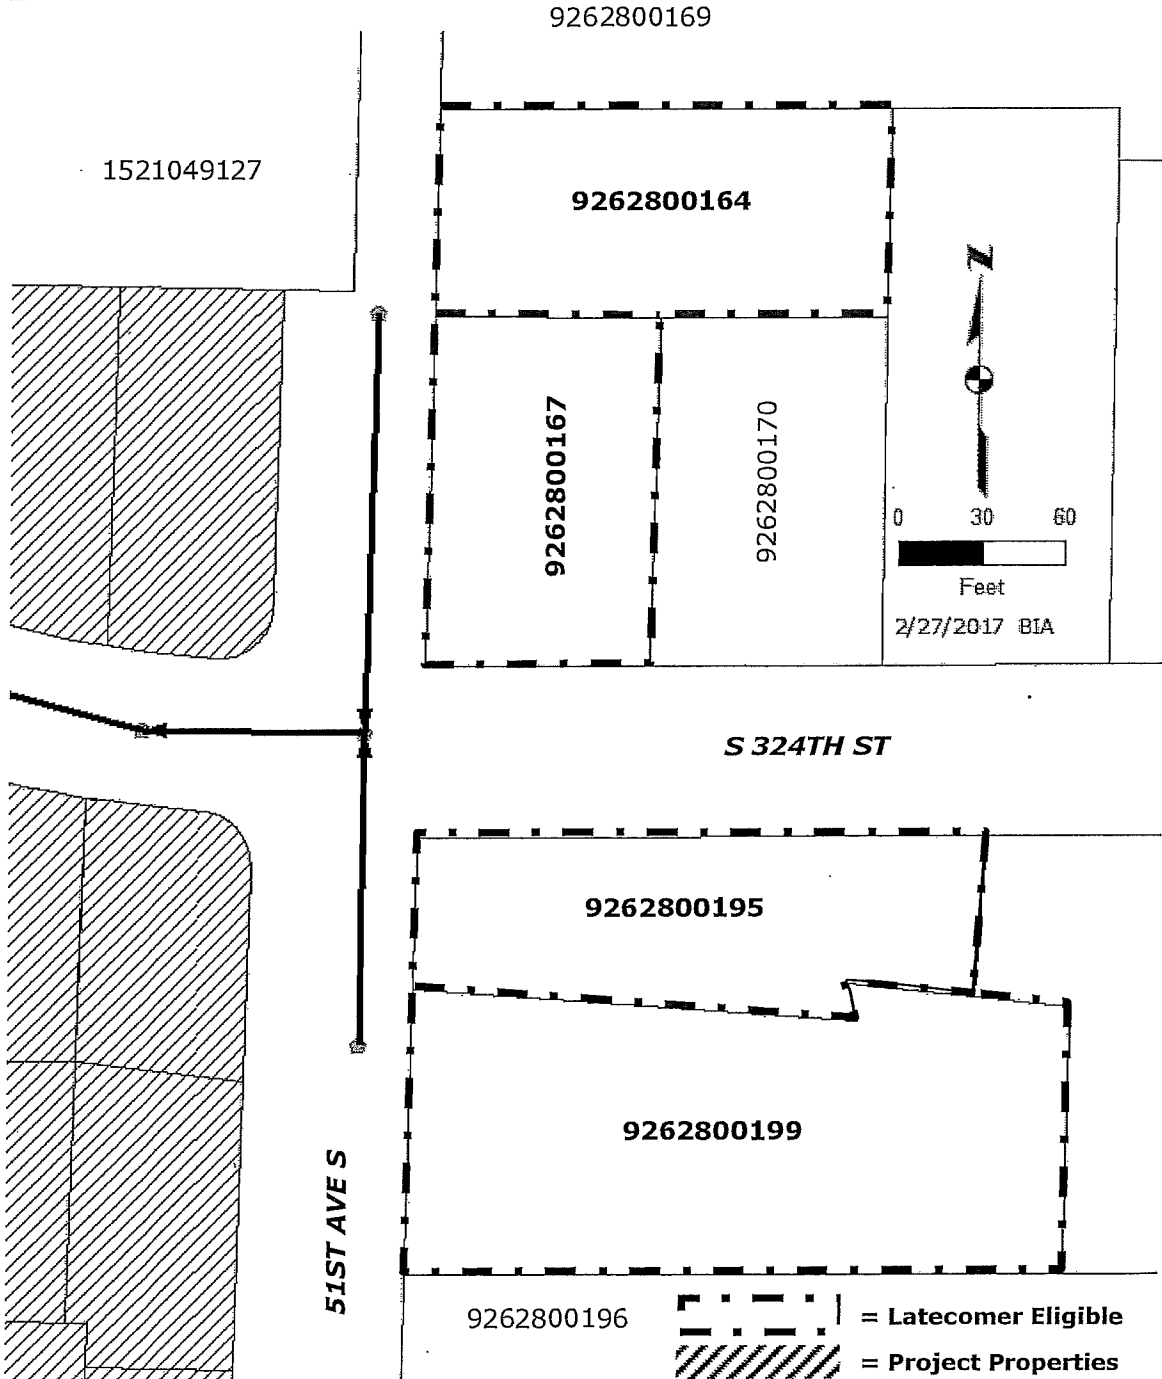 9262800169
1521049127
9262800164
N
9262800167
9262800170
0 30 60
Feet
2/27/2017 BIA
S 324TH ST
9262800195
9262800199
51ST AVE S
9262800196
= Latecomer Eligible
= Project Properties